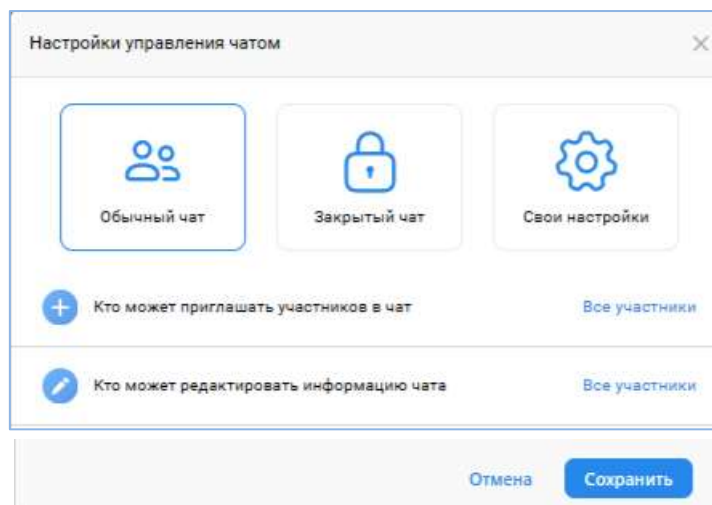 Настройки управления чатом
Обычный чат
Закрытый чат
Свои настройки
Кто может приглашать участников в чат
Все участники
Кто может редактировать информацию чата
Все участники
Отмена
Сохранить